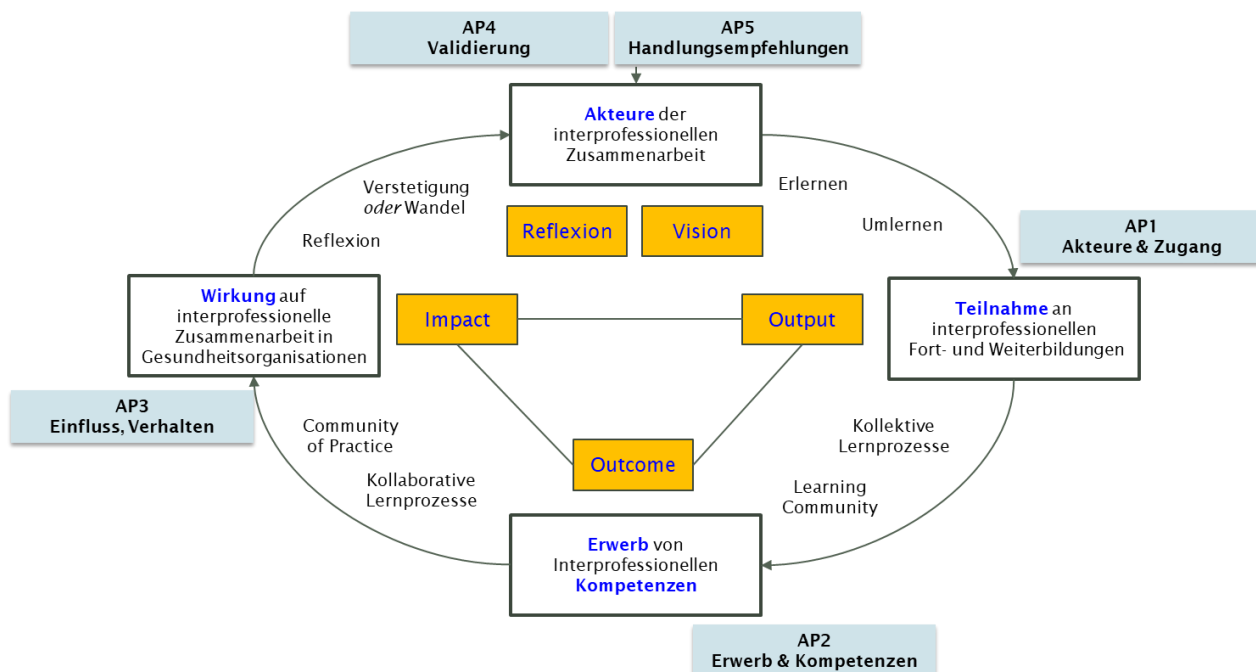 AP4
Validierung
AP5
Handlungsempfehlungen
Akteure der
interprofessionellen
Zusammenarbeit
Verstetigung
oder Wandel
Reflexion
Erlernen
Umlernen
Reflexion
Vision
AP1
Akteure & Zugang
Wirkung auf
interprofessionelle
Zusammenarbeit in
Gesundheitsorganisationen
Impact
Output
Teilnahme an
interprofessionellen
Fort- und Weiterbildungen
AP3
Einfluss, Verhalten
Community
of Practice
Kollaborative
Lernprozesse
Outcome
Kollektive
Lernprozesse
Learning
Community
Erwerb von
Interprofessionellen
Kompetenzen
AP2
Erwerb & Kompetenzen